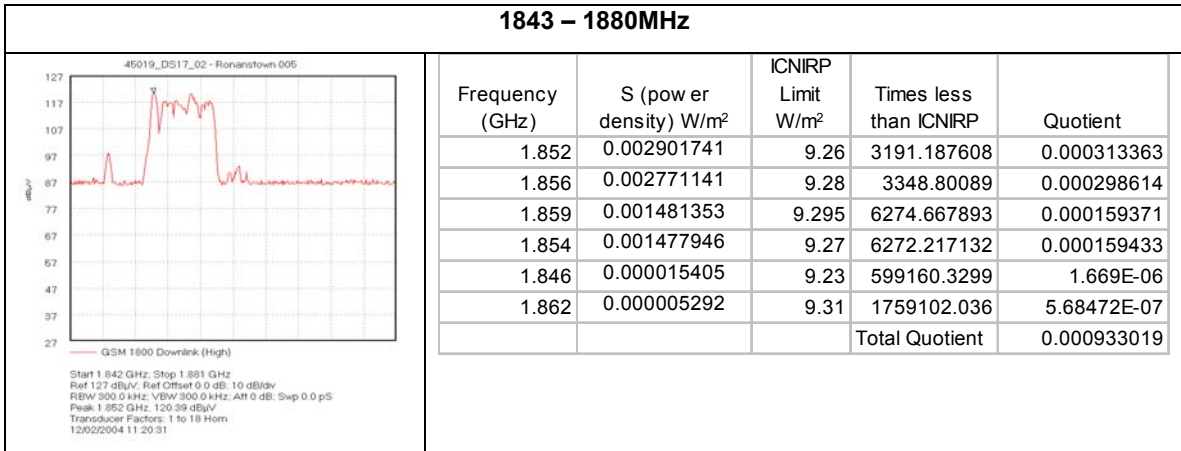 1843 – 1880MHz
45019_DS17_02 - Ronanstown 005
127
117
107
97
87
77
67
57
47
37
27
dBµV
GSM 1800 Downlink (High)
Start 1.842 GHz; Stop 1.881 GHz
Ref 127 dBµV; Ref Offset 0.0 dB; 10 dB/div
RBW 300.0 kHz; VBW 300.0 kHz; Att 0 dB; Swp 0.0 pS
Peak 1.852 GHz, 120.39 dBµV
Transducer Factors: 1 to 18 Horn
12/02/2004 11:20:31
Frequency (GHz) S (pow er density) W/m² ICNIRP Limit W/m² Times less than ICNIRP Quotient
1.852 0.002901741 9.26 3191.187608 0.000313363
1.856 0.002771141 9.28 3348.80089 0.000298614
1.859 0.001481353 9.295 6274.667893 0.000159371
1.854 0.001477946 9.27 6272.217132 0.000159433
1.846 0.000015405 9.23 599160.3299 1.669E-06
1.862 0.000005292 9.31 1759102.036 5.68472E-07
Total Quotient 0.000933019